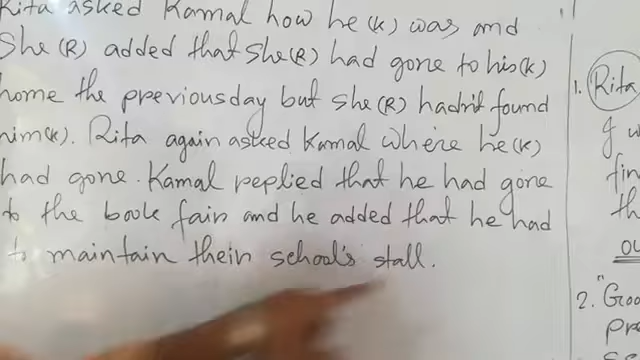 Rita asked Kamal how he (K) was and
She (R) added that she (R) had gone to his (K)
home the previous day but she (R) hadn't found
him (K). Rita again asked Kamal where he (K)
had gone. Kamal replied that he had gone
to the book fair and he added that he had
to maintain their school's stall.
1. Rita
2. "Goo